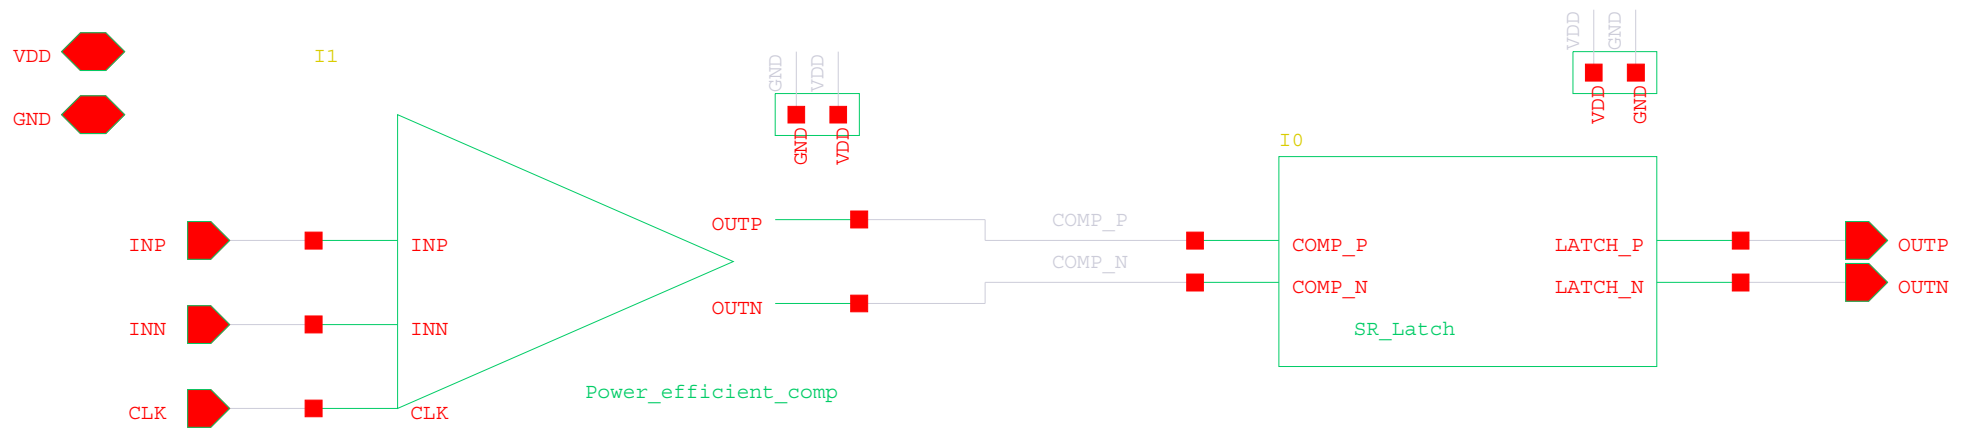 VDD
GND
I1
INP
INN
CLK
INP
INN
CLK
Power_efficient_comp
GND
VDD
GND
VDD
OUTP
OUTN
COMP_P
COMP_N
I0
VDD
GND
VDD
GND
COMP_P
COMP_N
LATCH_P
LATCH_N
SR_Latch
OUTP
OUTN